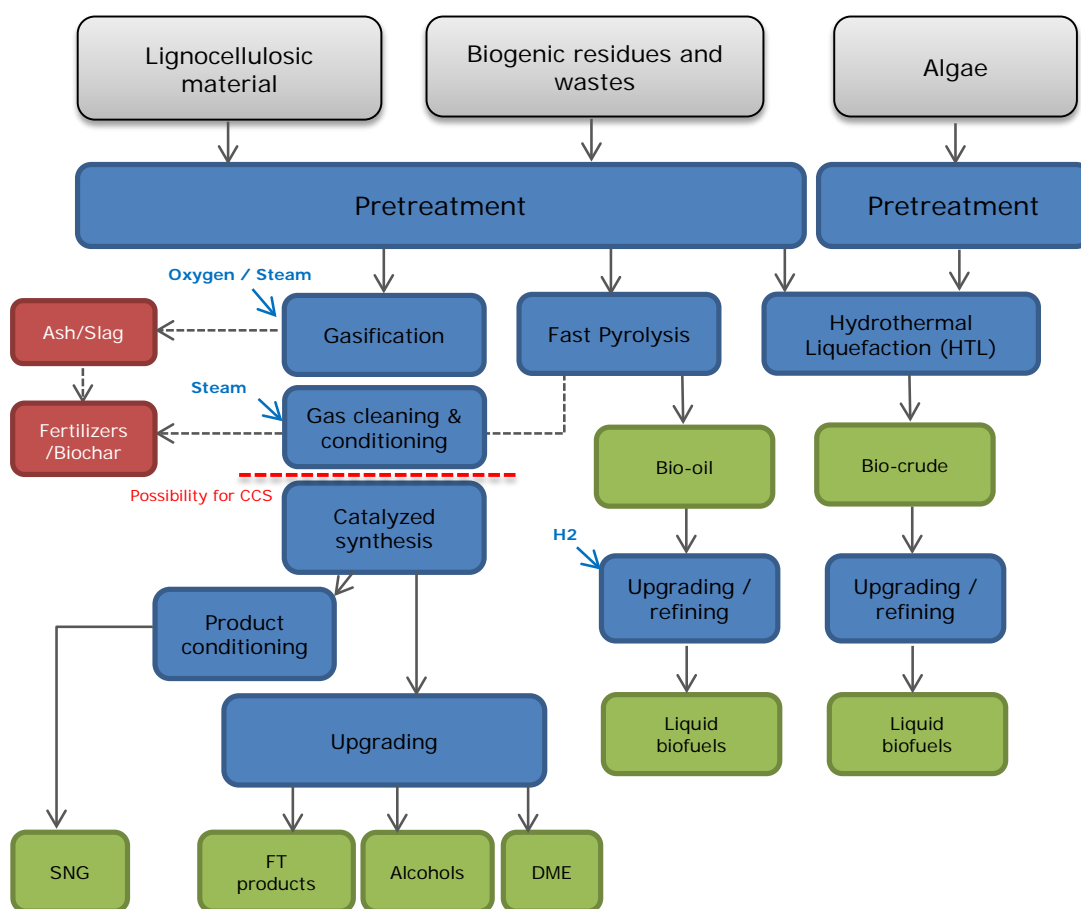 Lignocellulosic
material
Biogenic residues and
wastes
Algae
Pretreatment
Pretreatment
Oxygen / Steam
Ash/Slag
Gasification
Fast Pyrolysis
Hydrothermal
Liquefaction (HTL)
Steam
Fertilizers
/Biochar
Gas cleaning &
conditioning
Bio-oil
Bio-crude
Possibility for CCS
Catalyzed
synthesis
H2
Upgrading /
refining
Upgrading /
refining
Product
conditioning
Liquid
biofuels
Liquid
biofuels
Upgrading
SNG
FT
products
Alcohols
DME